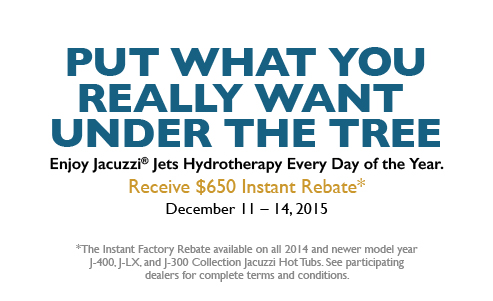 PUT WHAT YOU
REALLY WANT
UNDER THE TREE
Enjoy Jacuzzi® Jets Hydrotherapy Every Day of the Year.
Receive $650 Instant Rebate*
December 11 – 14, 2015
*The Instant Factory Rebate available on all 2014 and newer model year
J-400, J-LX, and J-300 Collection Jacuzzi Hot Tubs. See participating
dealers for complete terms and conditions.